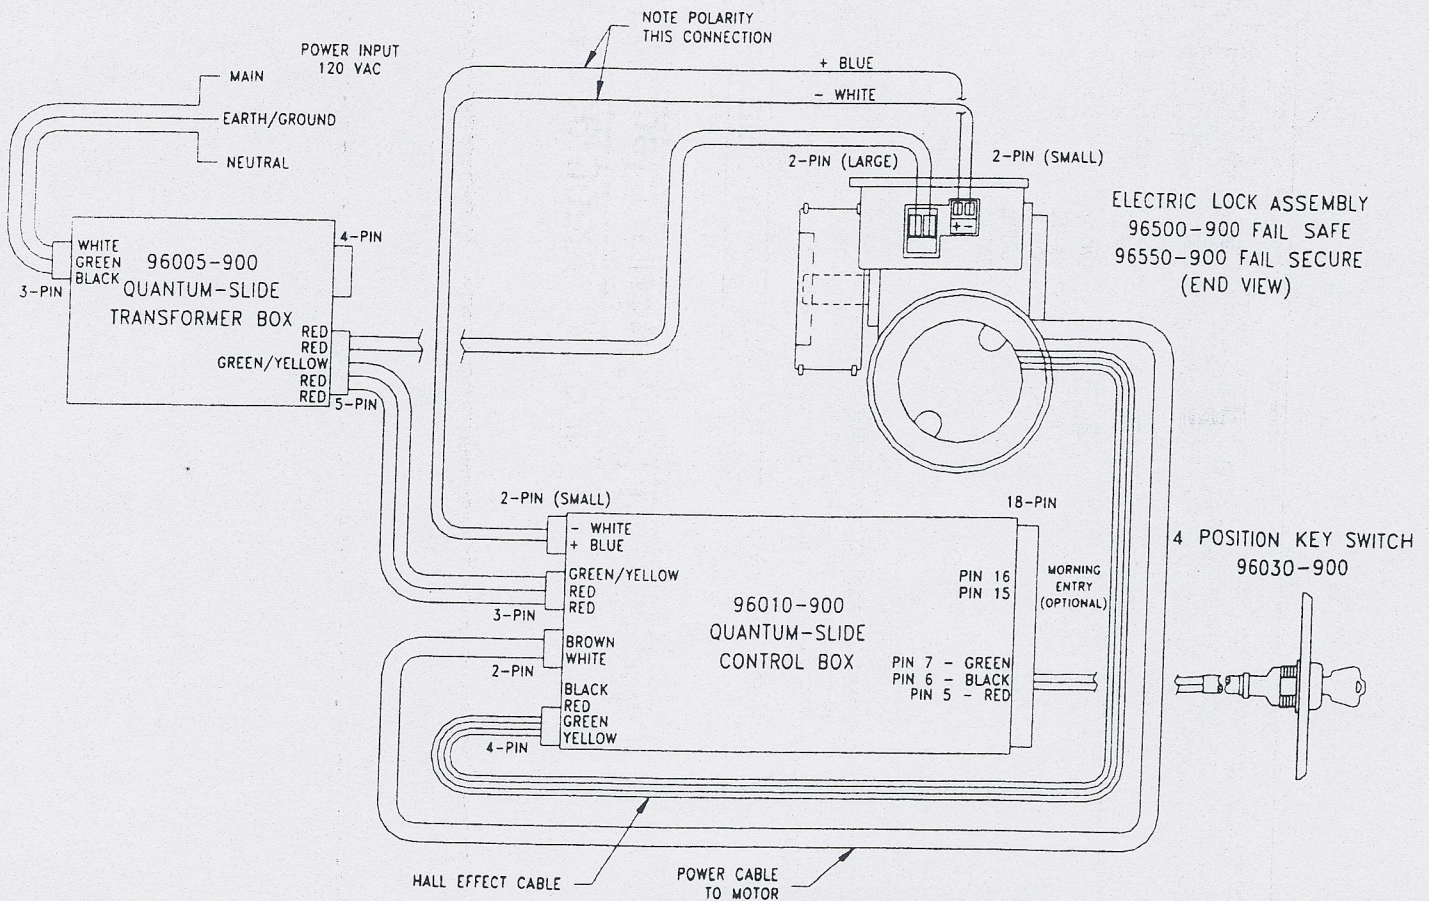 NOTE POLARITY
THIS CONNECTION
POWER INPUT
120 VAC
MAIN
EARTH/GROUND
NEUTRAL
+ BLUE
- WHITE
2-PIN (LARGE)
2-PIN (SMALL)
+ -
ELECTRIC LOCK ASSEMBLY
96500-900 FAIL SAFE
96550-900 FAIL SECURE
(END VIEW)
WHITE
GREEN
BLACK
3-PIN
4-PIN
96005-900
QUANTUM-SLIDE
TRANSFORMER BOX
RED
RED
GREEN/YELLOW
RED
RED
5-PIN
2-PIN (SMALL)
18-PIN
- WHITE
+ BLUE
GREEN/YELLOW
RED
RED
3-PIN
BROWN
WHITE
2-PIN
BLACK
RED
GREEN
YELLOW
4-PIN
96010-900
QUANTUM-SLIDE
CONTROL BOX
PIN 16
PIN 15
PIN 7 - GREEN
PIN 6 - BLACK
PIN 5 - RED
MORNING
ENTRY
(OPTIONAL)
4 POSITION KEY SWITCH
96030-900
HALL EFFECT CABLE
POWER CABLE
TO MOTOR